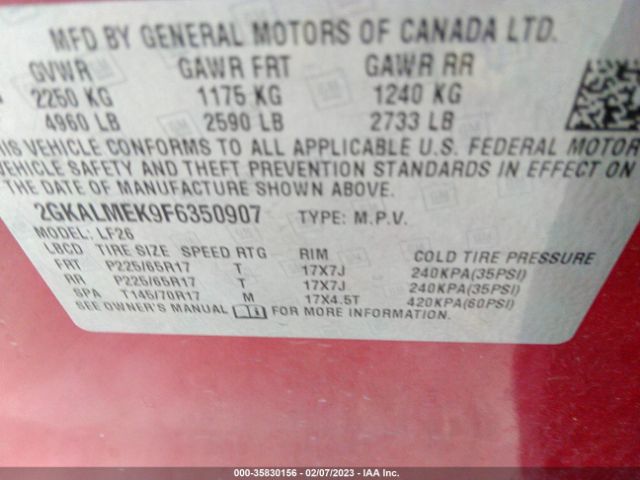 MFD BY GENERAL MOTORS OF CANADA LTD.
GVWR GAWR FRT GAWR RR
2250 KG 1175 KG 1240 KG
4960 LB 2590 LB 2733 LB
HIS VEHICLE CONFORMS TO ALL APPLICABLE U.S. FEDERAL MOTOR
VEHICLE SAFETY AND THEFT PREVENTION STANDARDS IN EFFECT ON
THE DATE OF MANUFACTURE SHOWN ABOVE.
2GKALMEK9F6350907 TYPE: M.P.V.
MODEL: LF26
LBCD TIRE SIZE SPEED RTG RIM COLD TIRE PRESSURE
FRT P225/65R17 T 17X7J 240KPA(35PSI)
RR P225/65R17 T 17X7J 240KPA(35PSI)
SPA T145/70R17 M 17X4.5T 420KPA(60PSI)
SEE OWNER'S MANUAL FOR MORE INFORMATION.
000-35830156 - 02/07/2023 - IAA Inc.